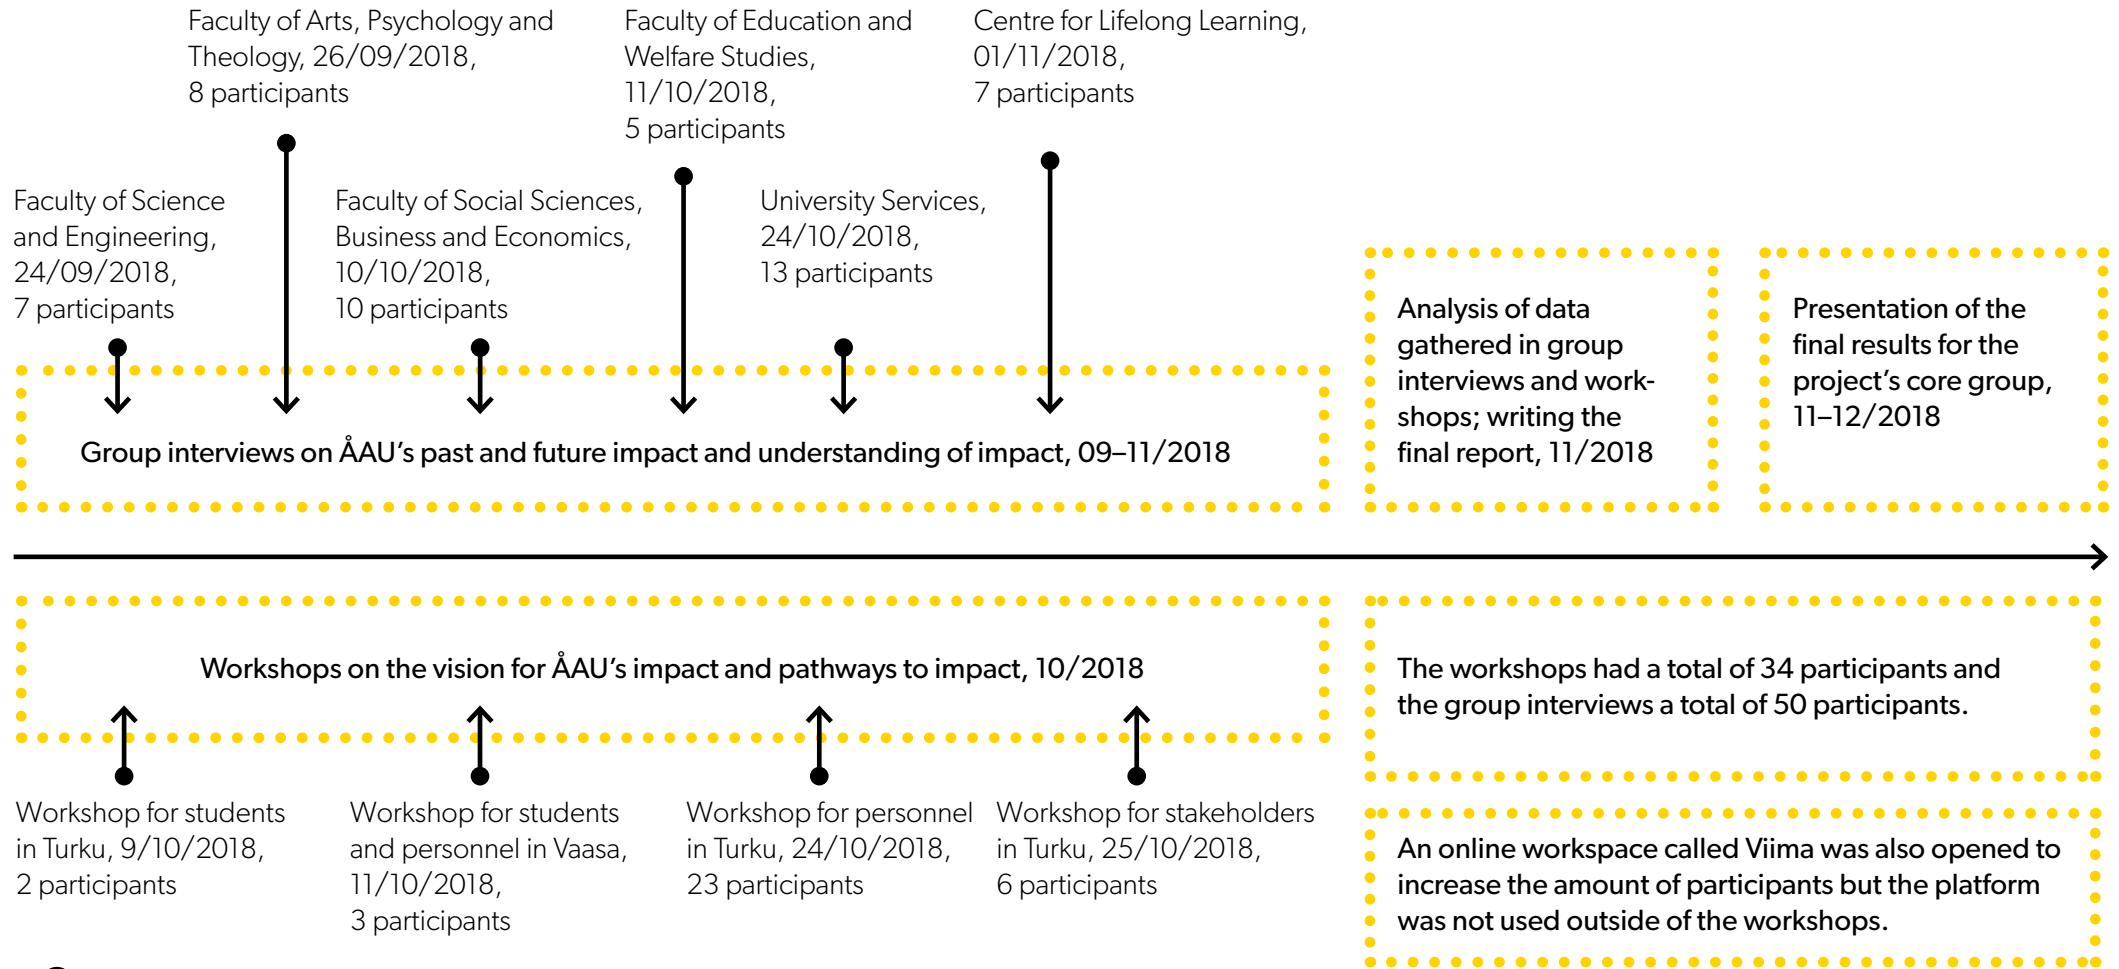 Faculty of Arts, Psychology and
Theology, 26/09/2018,
8 participants
Faculty of Education and
Welfare Studies,
11/10/2018,
5 participants
Centre for Lifelong Learning,
01/11/2018,
7 participants
Faculty of Science
and Engineering,
24/09/2018,
7 participants
Faculty of Social Sciences,
Business and Economics,
10/10/2018,
10 participants
University Services,
24/10/2018,
13 participants
Group interviews on ÅAU’s past and future impact and understanding of impact, 09–11/2018
Analysis of data
gathered in group
interviews and work-
shops; writing the
final report, 11/2018
Presentation of the
final results for the
project’s core group,
11–12/2018
Workshops on the vision for ÅAU’s impact and pathways to impact, 10/2018
Workshop for students
in Turku, 9/10/2018,
2 participants
Workshop for students
and personnel in Vaasa,
11/10/2018,
3 participants
Workshop for personnel
in Turku, 24/10/2018,
23 participants
Workshop for stakeholders
in Turku, 25/10/2018,
6 participants
The workshops had a total of 34 participants and
the group interviews a total of 50 participants.
An online workspace called Viima was also opened to
increase the amount of participants but the platform
was not used outside of the workshops.